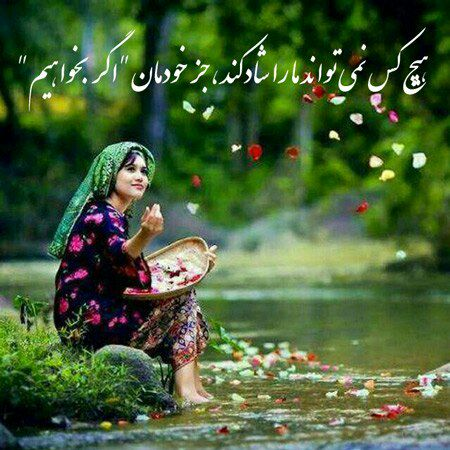 هیچ کس نمی تواند ما را شاد کند، جز خودمان "اگر بخواهیم"